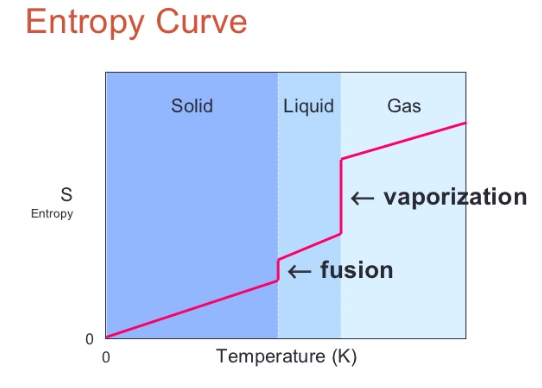 Entropy Curve
Solid
Liquid
Gas
S
Entropy
← vaporization
← fusion
0
0
Temperature (K)